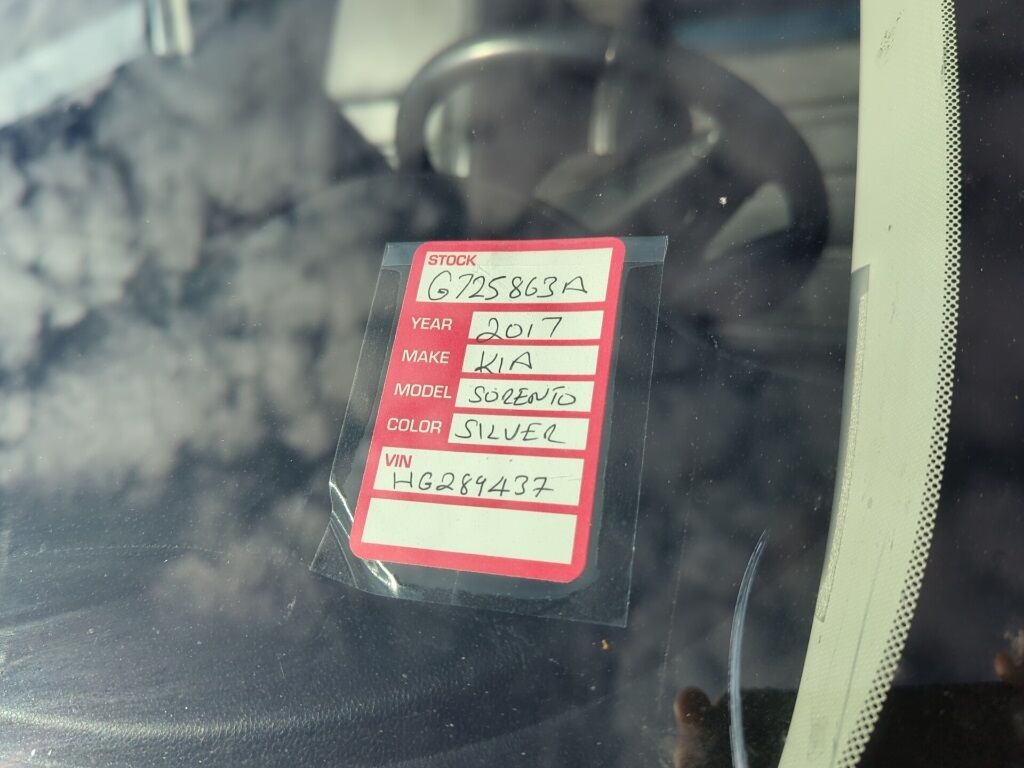 STOCK
G725863A
YEAR 2017
MAKE KIA
MODEL SORENTO
COLOR SILVER
VIN
HG289437